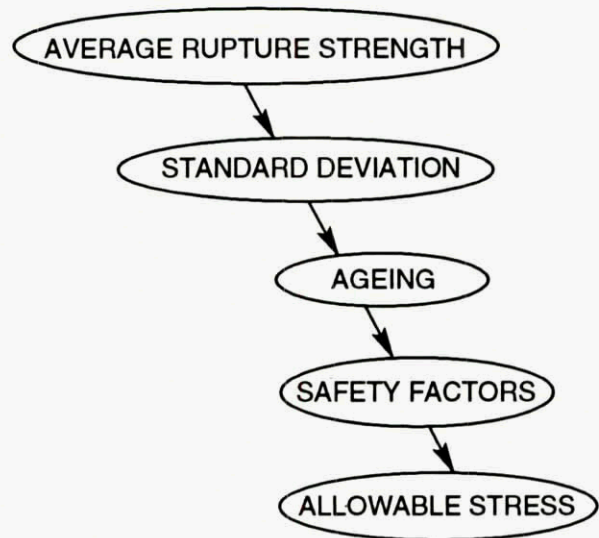 AVERAGE RUPTURE STRENGTH
STANDARD DEVIATION
AGEING
SAFETY FACTORS
ALLOWABLE STRESS